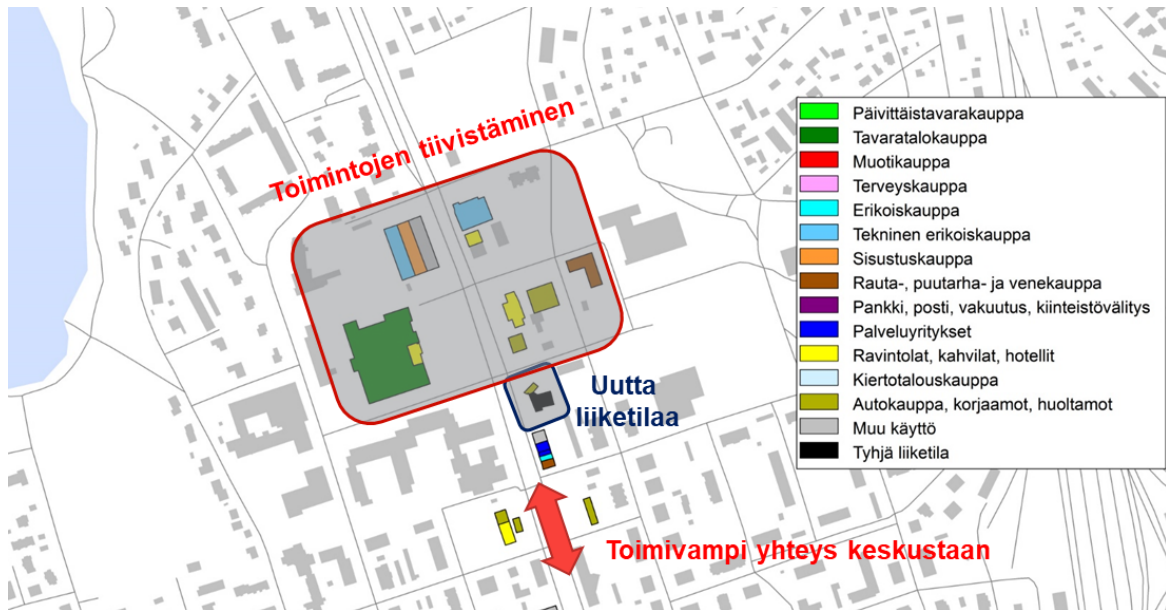 Toimintojen tiivistäminen
Päivittäistavarakauppa
Tavaratalokauppa
Muotikauppa
Terveyskauppa
Erikoiskauppa
Tekninen erikoiskauppa
Sisustuskauppa
Rauta-, puutarha- ja venekauppa
Pankki, posti, vakuutus, kiinteistövälitys
Palveluyritykset
Ravintolat, kahvilat, hotellit
Kiertotalouskauppa
Autokauppa, korjaamot, huoltamot
Muu käyttö
Tyhjä liiketila
Uutta
liiketilaa
Toimivampi yhteys keskustaan